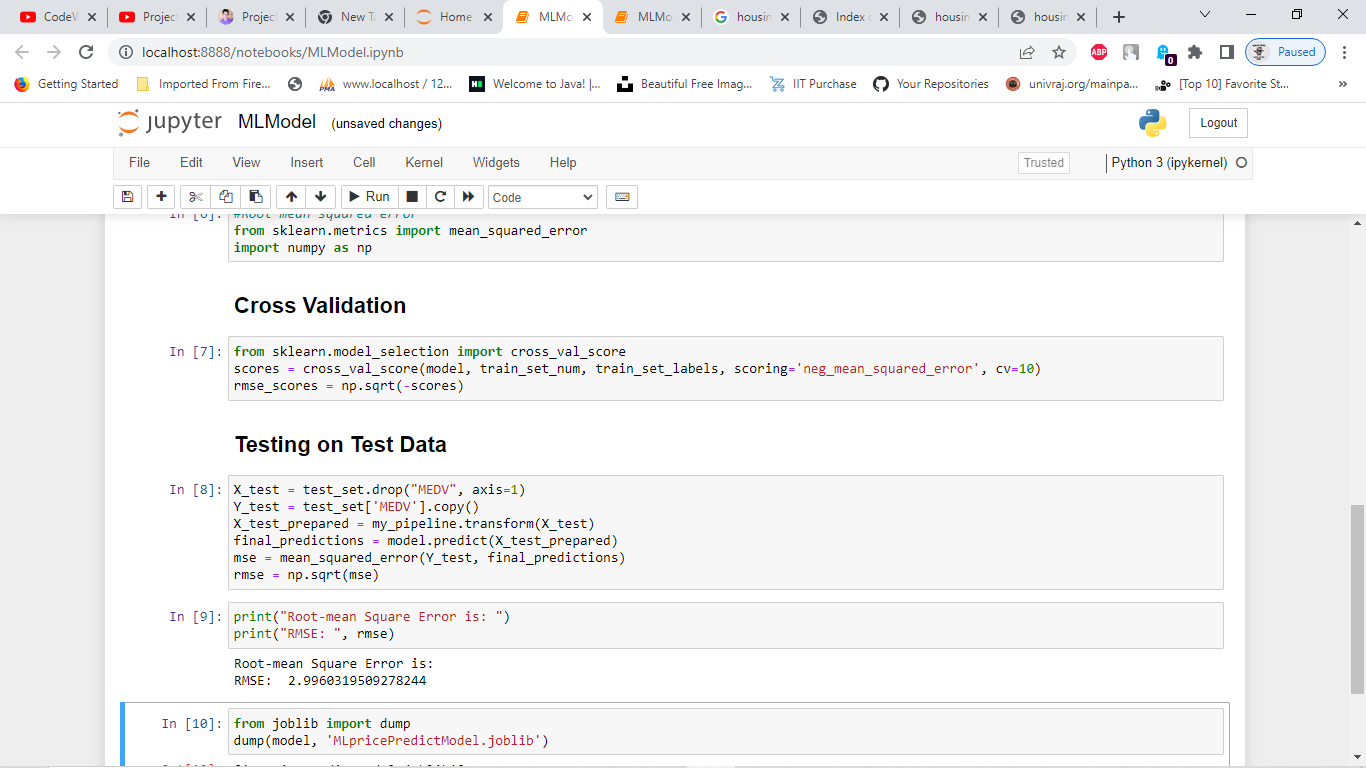 CodeW
Project
Project
New Ta
Home
MLMo
MLMo
housin
Index o
housin
housin
localhost:8888/notebooks/MLModel.ipynb
ABP
0
Paused
Getting Started
Imported From Fire...
PMA
www.localhost / 12...
Welcome to Java! |...
Beautiful Free Imag...
IIT Purchase
Your Repositories
univraj.org/mainpa...
[Top 10] Favorite St...
»
jupyter MLModel (unsaved changes)
Logout
File Edit View Insert Cell Kernel Widgets Help
Trusted
Python 3 (ipykernel)
Run
Code
In [6]: #Root mean squared error
from sklearn.metrics import mean_squared_error
import numpy as np
Cross Validation
In [7]: from sklearn.model_selection import cross_val_score
scores = cross_val_score(model, train_set_num, train_set_labels, scoring='neg_mean_squared_error', cv=10)
rmse_scores = np.sqrt(-scores)
Testing on Test Data
In [8]: X_test = test_set.drop("MEDV", axis=1)
Y_test = test_set['MEDV'].copy()
X_test_prepared = my_pipeline.transform(X_test)
final_predictions = model.predict(X_test_prepared)
mse = mean_squared_error(Y_test, final_predictions)
rmse = np.sqrt(mse)
In [9]: print("Root-mean Square Error is: ")
print("RMSE: ", rmse)
Root-mean Square Error is:
RMSE:  2.9960319509278244
In [10]: from joblib import dump
dump(model, 'MLpricePredictModel.joblib')